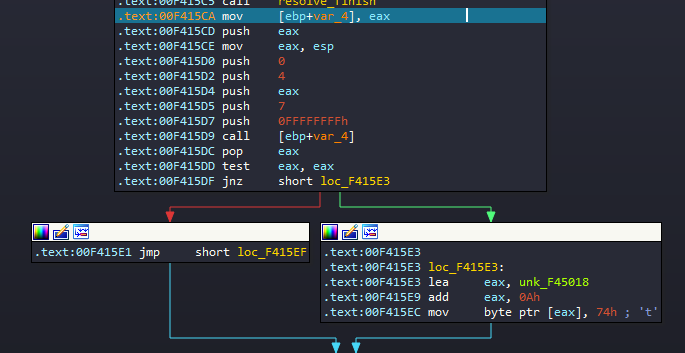 .text:00F415C5 call    resolve_finish
.text:00F415CA mov     [ebp+var_4], eax
.text:00F415CD push    eax
.text:00F415CE mov     eax, esp
.text:00F415D0 push    0
.text:00F415D2 push    4
.text:00F415D4 push    eax
.text:00F415D5 push    7
.text:00F415D7 push    0FFFFFFFFh
.text:00F415D9 call    [ebp+var_4]
.text:00F415DC pop     eax
.text:00F415DD test    eax, eax
.text:00F415DF jnz     short loc_F415E3
.text:00F415E1 jmp     short loc_F415EF
.text:00F415E3
.text:00F415E3 loc_F415E3:
.text:00F415E3 lea     eax, unk_F45018
.text:00F415E9 add     eax, 0Ah
.text:00F415EC mov     byte ptr [eax], 74h ; 't'